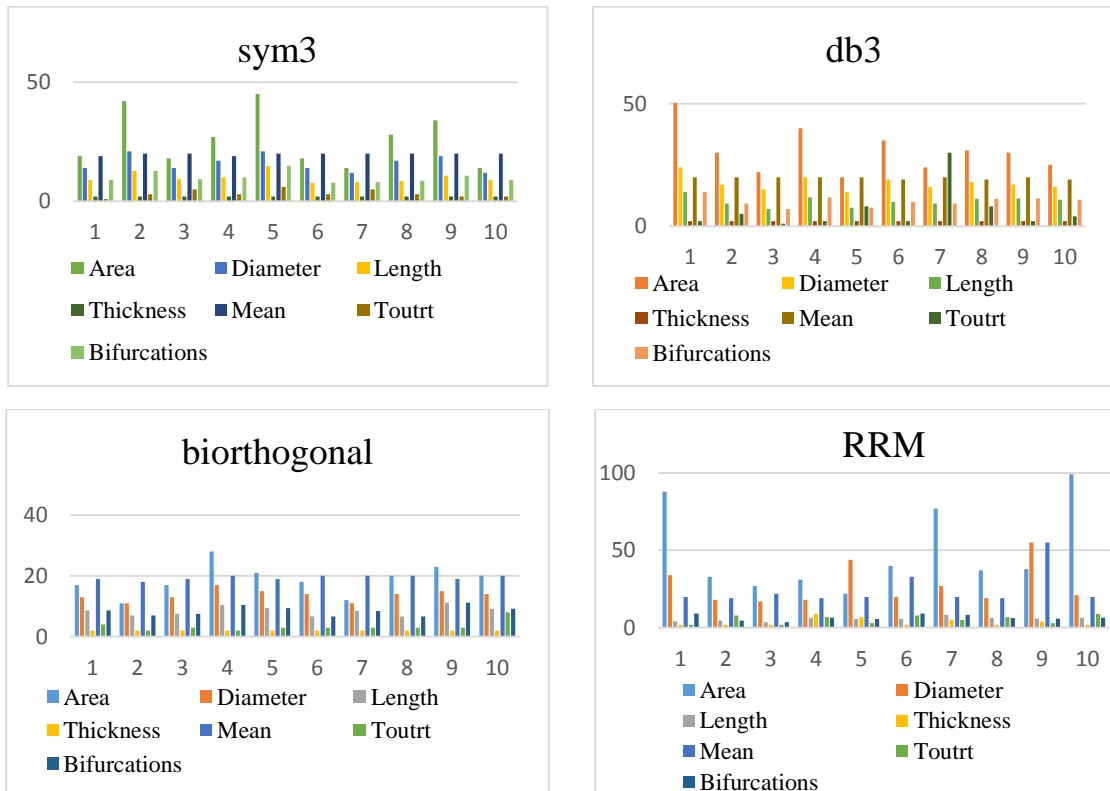 sym3
50
0
1 2 3 4 5 6 7 8 9 10
Area Diameter Length
Thickness Mean Toutrt
Bifurcations
db3
50
0
1 2 3 4 5 6 7 8 9 10
Area Diameter Length
Thickness Mean Toutrt
Bifurcations
biorthogonal
40
20
0
1 2 3 4 5 6 7 8 9 10
Area Diameter Length
Thickness Mean Toutrt
Bifurcations
RRM
100
50
0
1 2 3 4 5 6 7 8 9 10
Area Diameter
Length Thickness
Mean Toutrt
Bifurcations